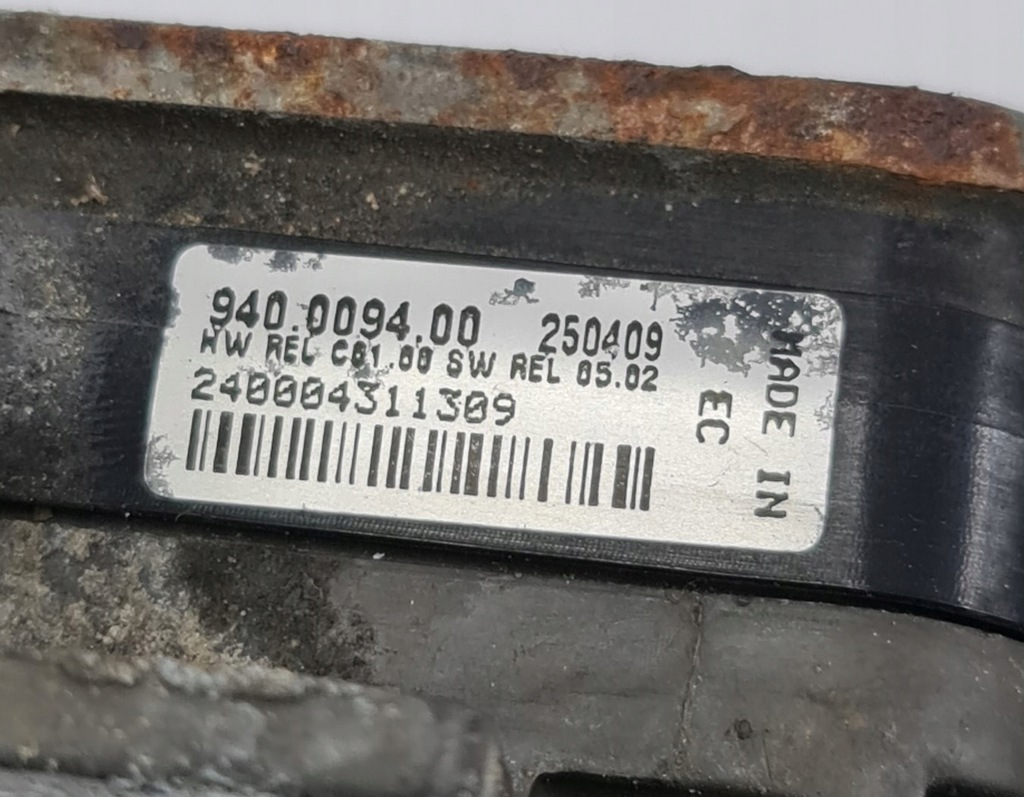 940.0094.00 250409
HW REL C01.00 SW REL 05.02
240004311309
MADE IN
EC